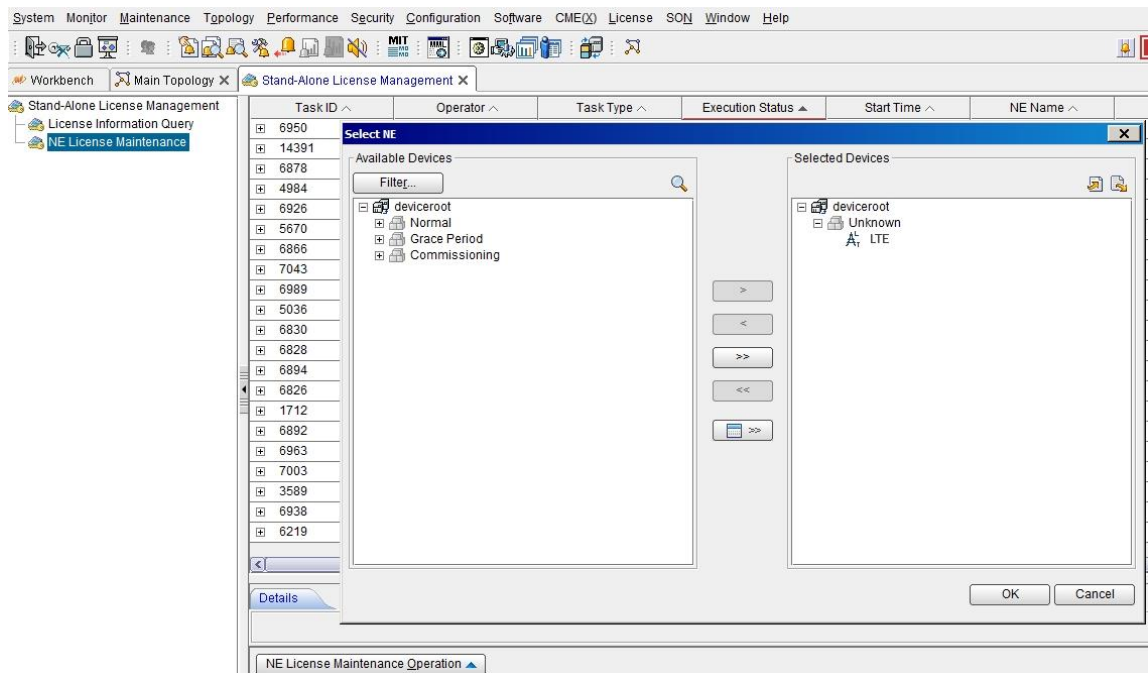 System Monitor Maintenance Topology Performance Security Configuration Software CME(X) License SON Window Help
MIT
MML
Workbench Main Topology X Stand-Alone License Management X
Stand-Alone License Management
License Information Query
NE License Maintenance
Task ID Operator Task Type Execution Status Start Time NE Name
6950
14391
6878
4984
6926
5670
6866
7043
6989
5036
6830
6828
6894
6826
1712
6892
6963
7003
3589
6938
6219
Select NE X
Available Devices
Filter...
deviceroot
Normal
Grace Period
Commissioning
>
<
>>
<<
>>
Selected Devices
deviceroot
Unknown
LTE
OK Cancel
Details
NE License Maintenance Operation